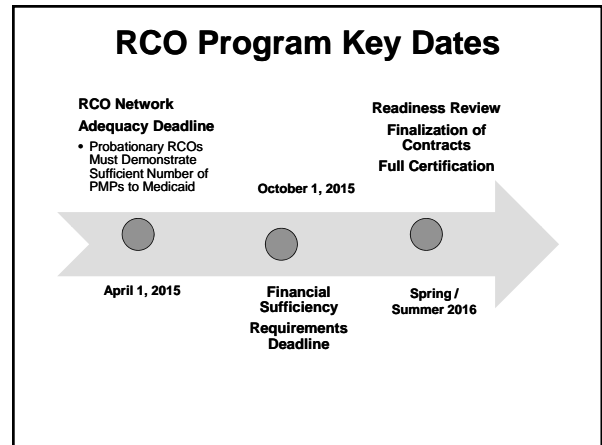 RCO Program Key Dates
RCO Network
Adequacy Deadline
• Probationary RCOs
Must Demonstrate
Sufficient Number of
PMPs to Medicaid
April 1, 2015
October 1, 2015
Financial
Sufficiency
Requirements
Deadline
Readiness Review
Finalization of
Contracts
Full Certification
Spring /
Summer 2016